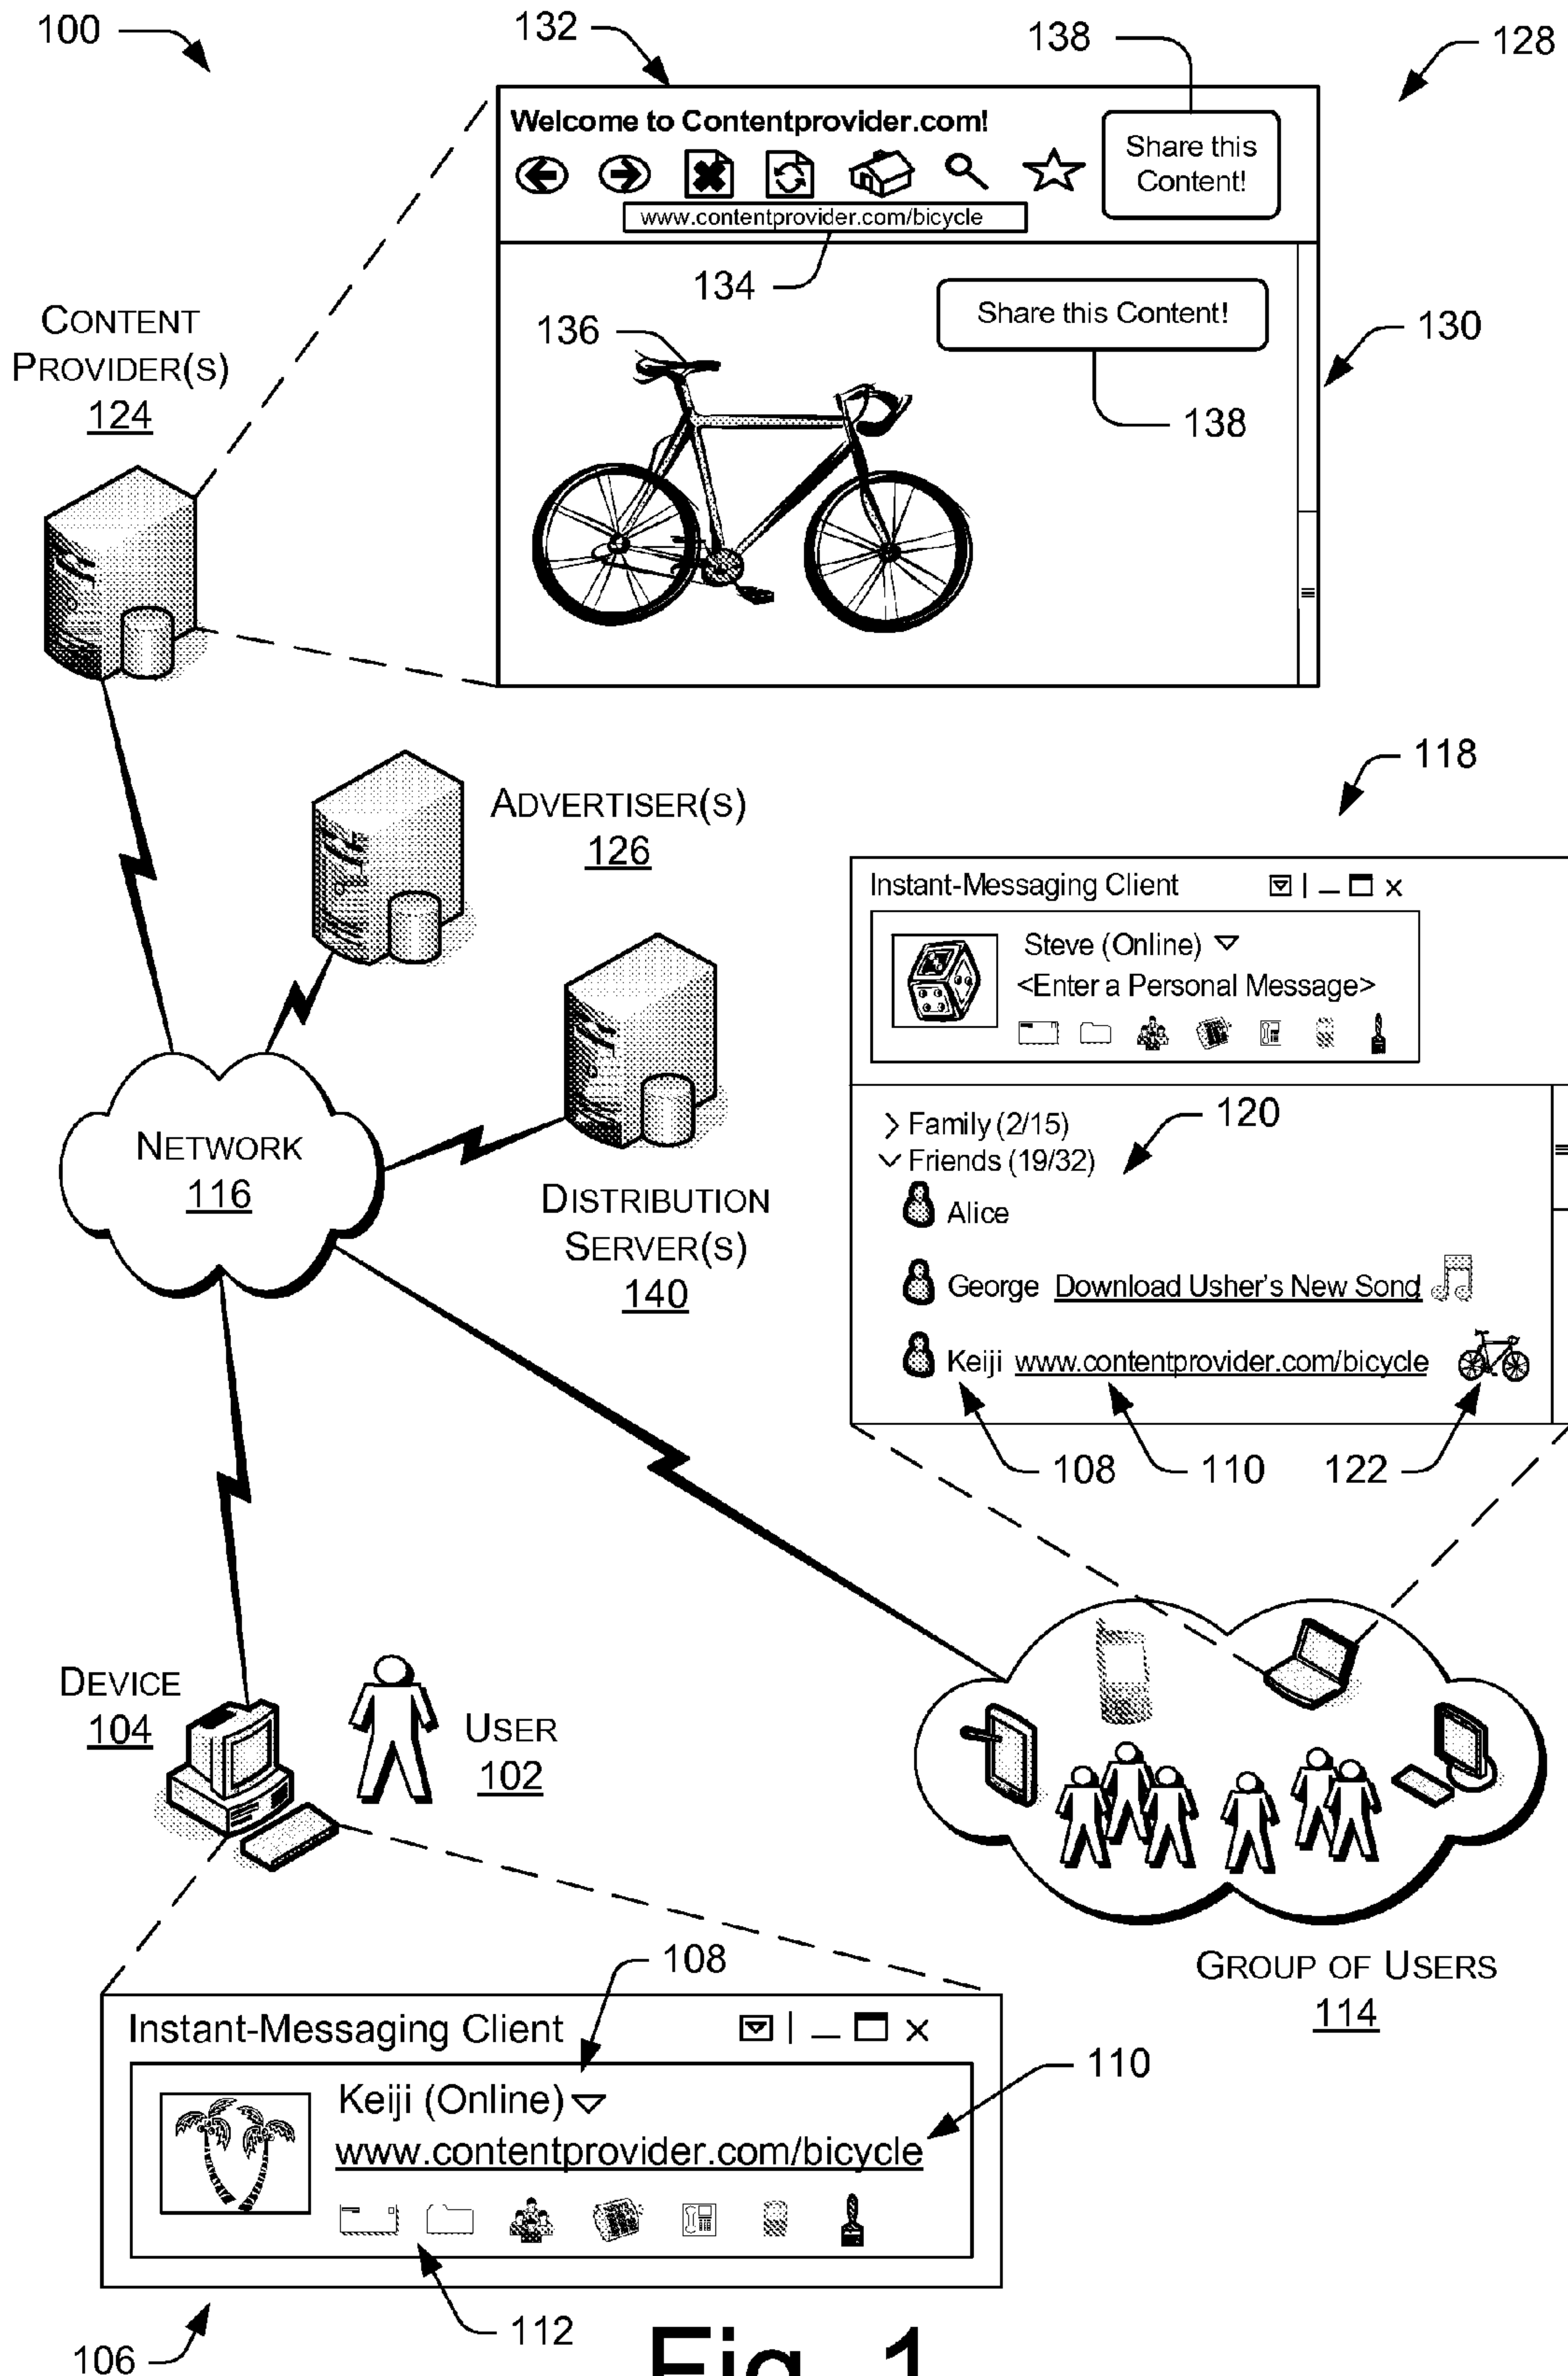 100
132
138
128
Welcome to Contentprovider.com!
Share this
Content!
www.contentprovider.com/bicycle
134
Share this Content!
136
130
138
CONTENT
PROVIDER(S)
124
118
ADVERTISER(S)
126
Instant-Messaging Client
Steve (Online)
<Enter a Personal Message>
120
Family (2/15)
Friends (19/32)
Alice
George Download Usher's New Song
Keiji www.contentprovider.com/bicycle
108
110
122
NETWORK
116
DISTRIBUTION
SERVER(S)
140
DEVICE
104
USER
102
GROUP OF USERS
114
108
Instant-Messaging Client
110
Keiji (Online)
www.contentprovider.com/bicycle
112
106
Fig. 1